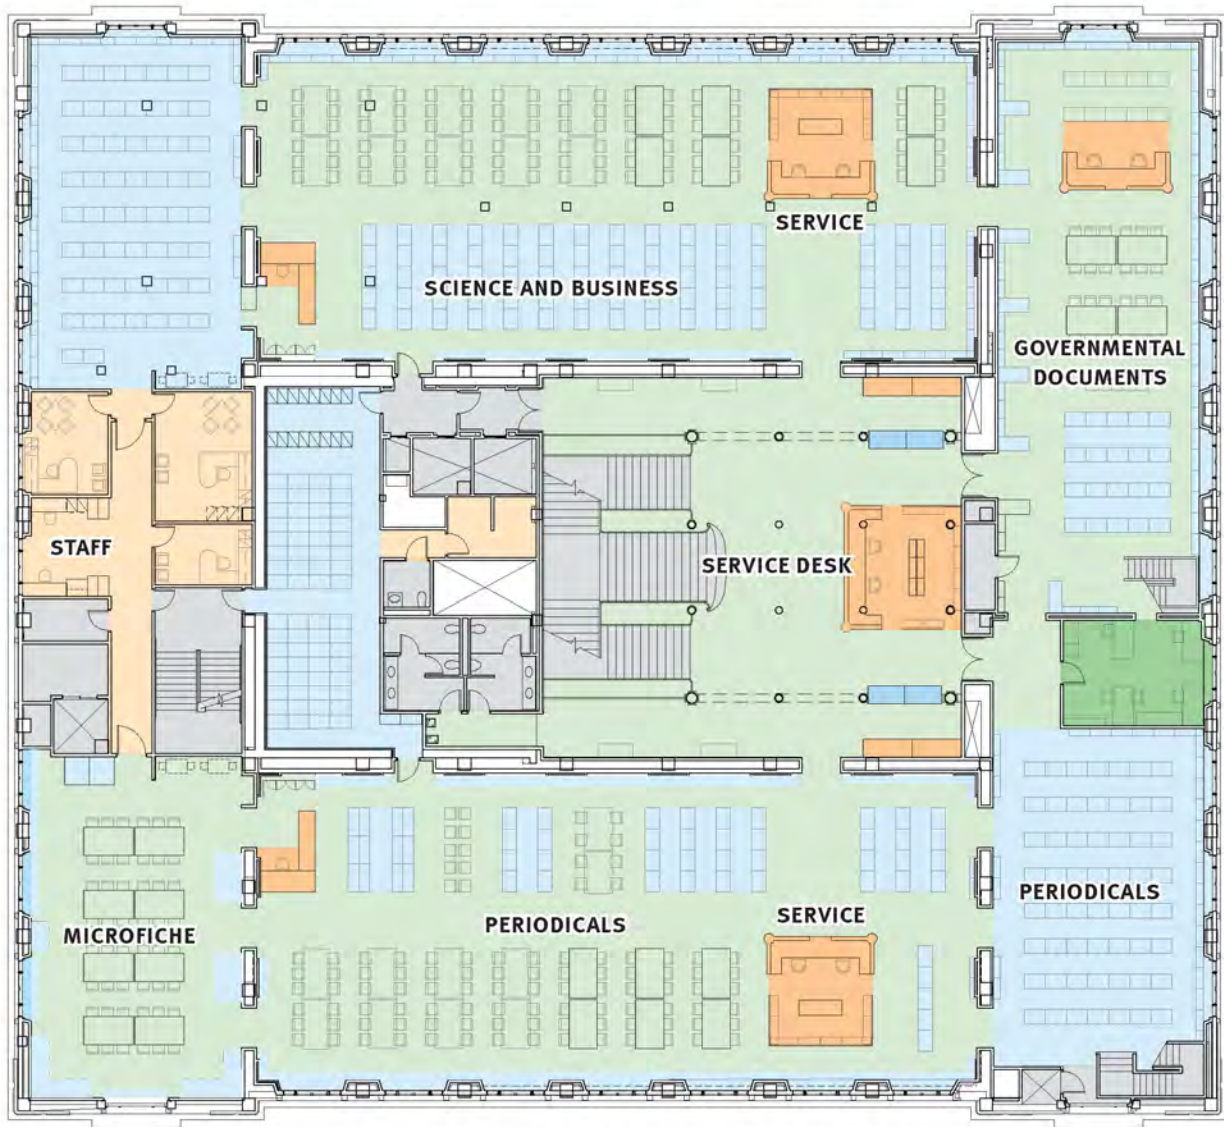 SERVICE
SCIENCE AND BUSINESS
GOVERNMENTAL
DOCUMENTS
STAFF
SERVICE DESK
PERIODICALS
SERVICE
PERIODICALS
MICROFICHE